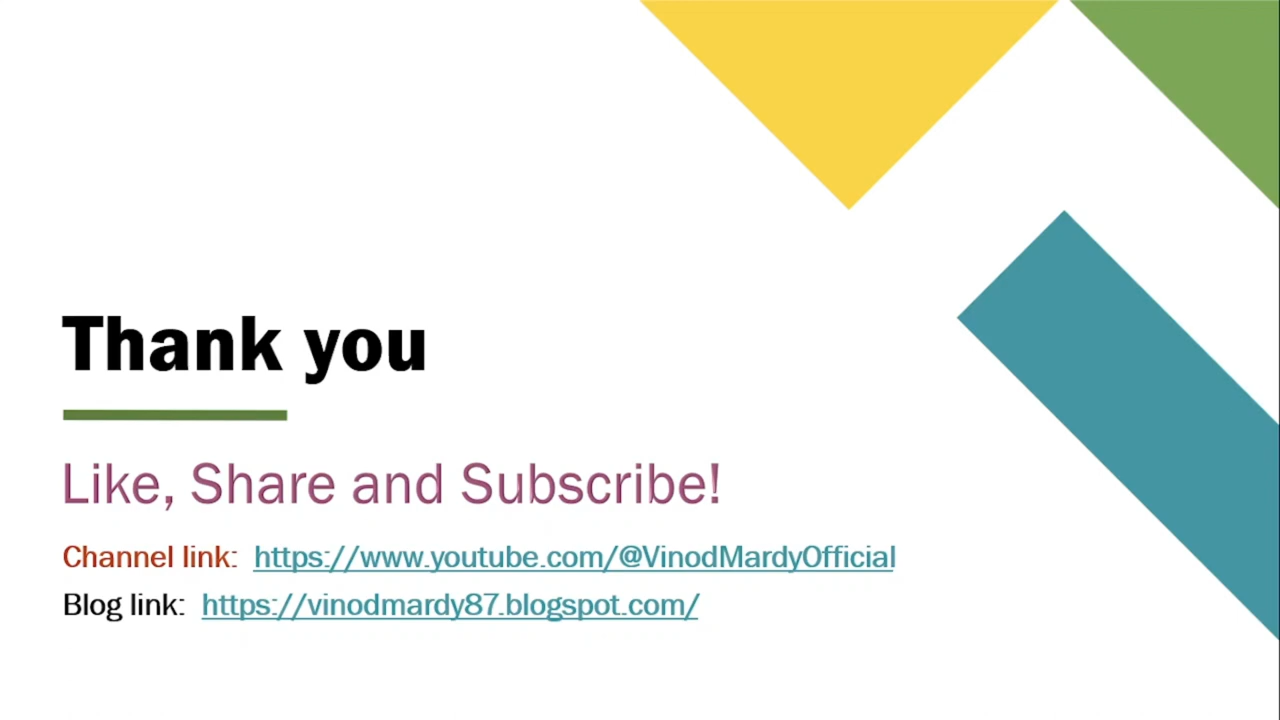 Thank you
Like, Share and Subscribe!
Channel link: https://www.youtube.com/@VinodMardyOfficial
Blog link: https://vinodmardy87.blogspot.com/